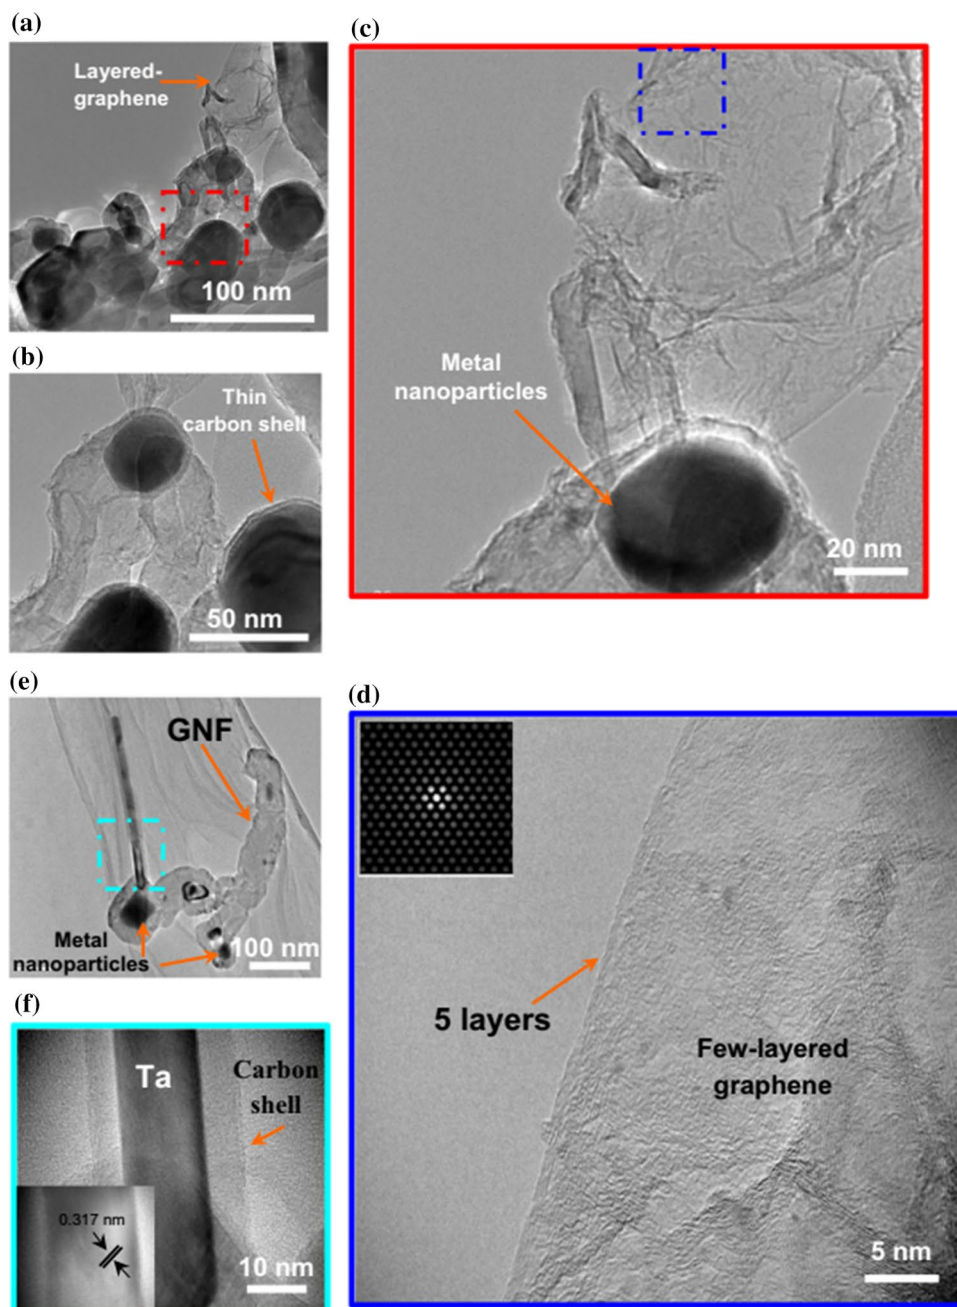 (a)
Layered-
graphene
100 nm
(b)
Thin
carbon shell
50 nm
(c)
Metal
nanoparticles
20 nm
(e)
GNF
Metal
nanoparticles
100 nm
(f)
Ta
Carbon
shell
0.317 nm
10 nm
(d)
5 layers
Few-layered
graphene
5 nm